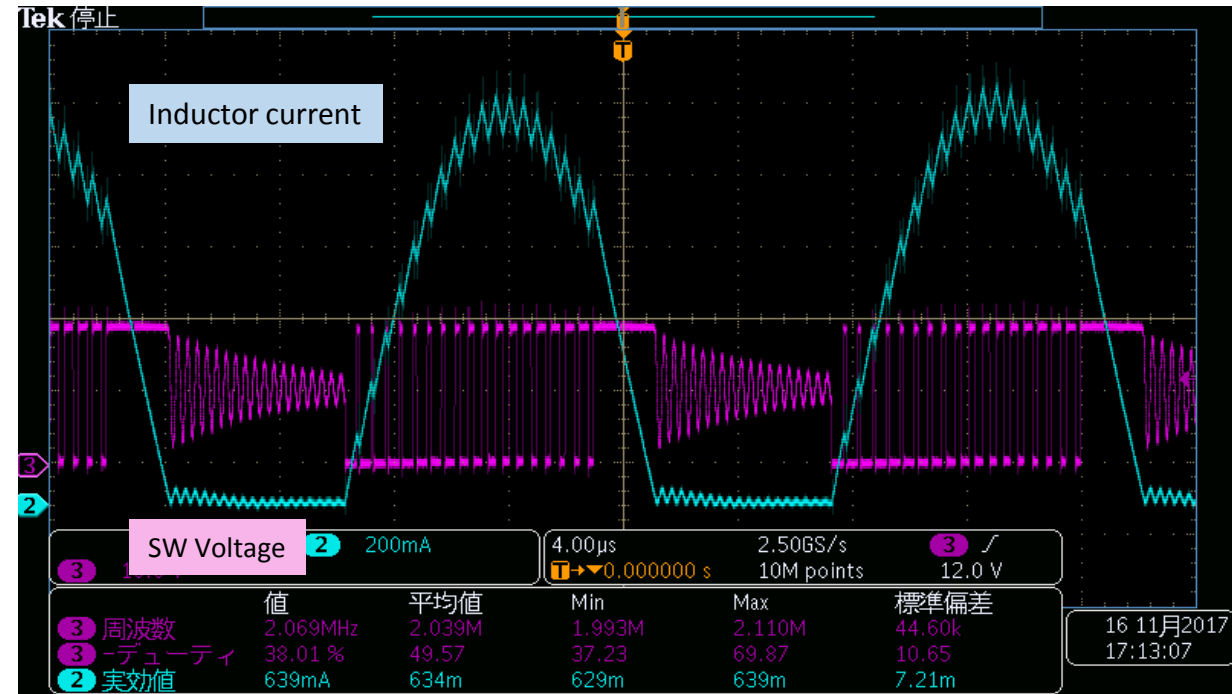 Tek 停止
T
Inductor current
3
2
SW Voltage
2 200mA
3
4.00μs 2.50GS/s 3
T→▼0.000000 s 10M points 12.0 V
値 平均値 Min Max 標準偏差
3 周波数 2.069MHz 2.039M 1.993M 2.110M 44.60k
3 -デューティ 38.01 % 49.57 37.23 69.87 10.65
2 実効値 639mA 634m 629m 639m 7.21m
16 11月2017
17:13:07